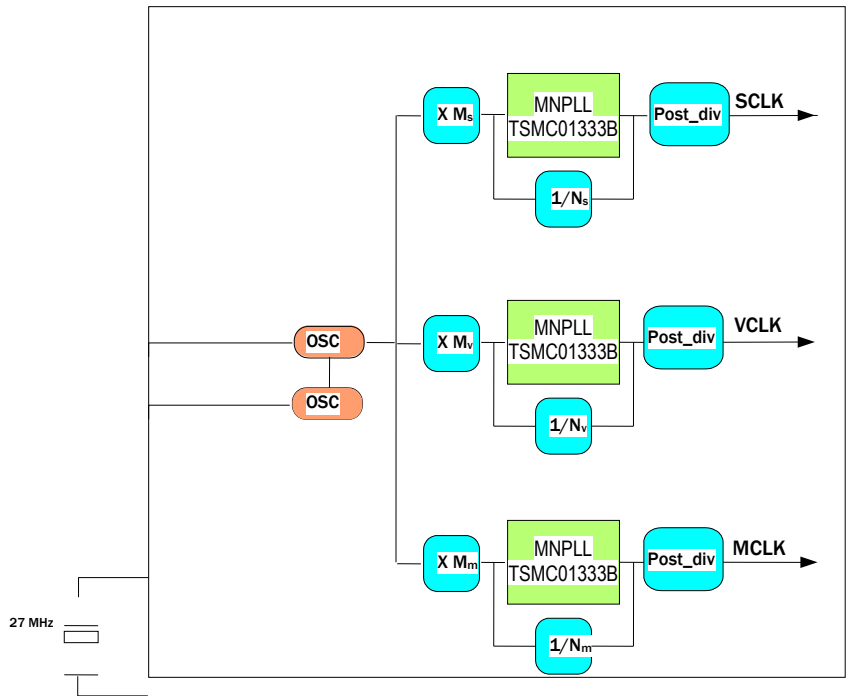 X Ms
MNPLL
TSMC01333B
Post_div
SCLK
1/Ns
OSC
X Mv
MNPLL
TSMC01333B
Post_div
VCLK
1/Nv
OSC
X Mm
MNPLL
TSMC01333B
Post_div
MCLK
1/Nm
27 MHz